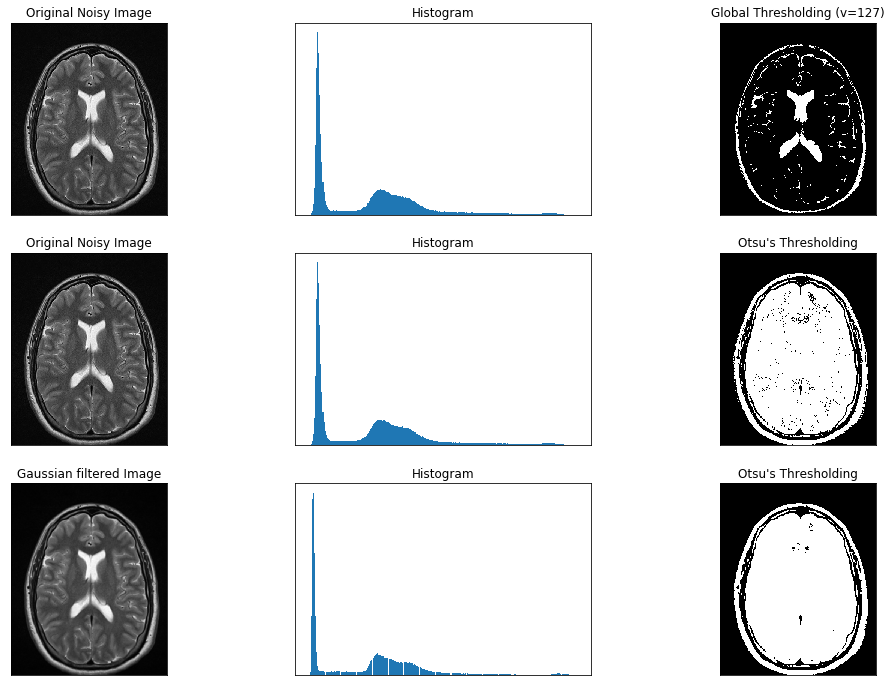 Original Noisy Image
Histogram
Global Thresholding (v=127)
Original Noisy Image
Histogram
Otsu's Thresholding
Gaussian filtered Image
Histogram
Otsu's Thresholding